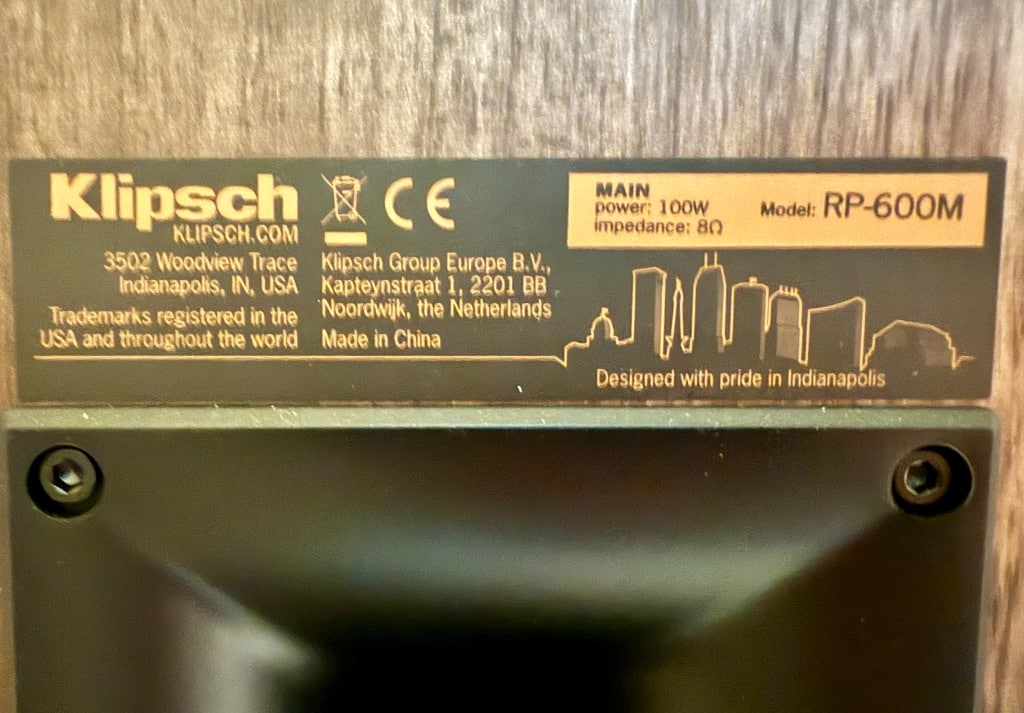 Klipsch
KLIPSCH.COM
3502 Woodview Trace
Indianapolis, IN, USA
Trademarks registered in the
USA and throughout the world
CE
Klipsch Group Europe B.V.,
Kapteynstraat 1, 2201 BB
Noordwijk, the Netherlands
Made in China
MAIN
power: 100W
impedance: 8Ω
Model: RP-600M
Designed with pride in Indianapolis